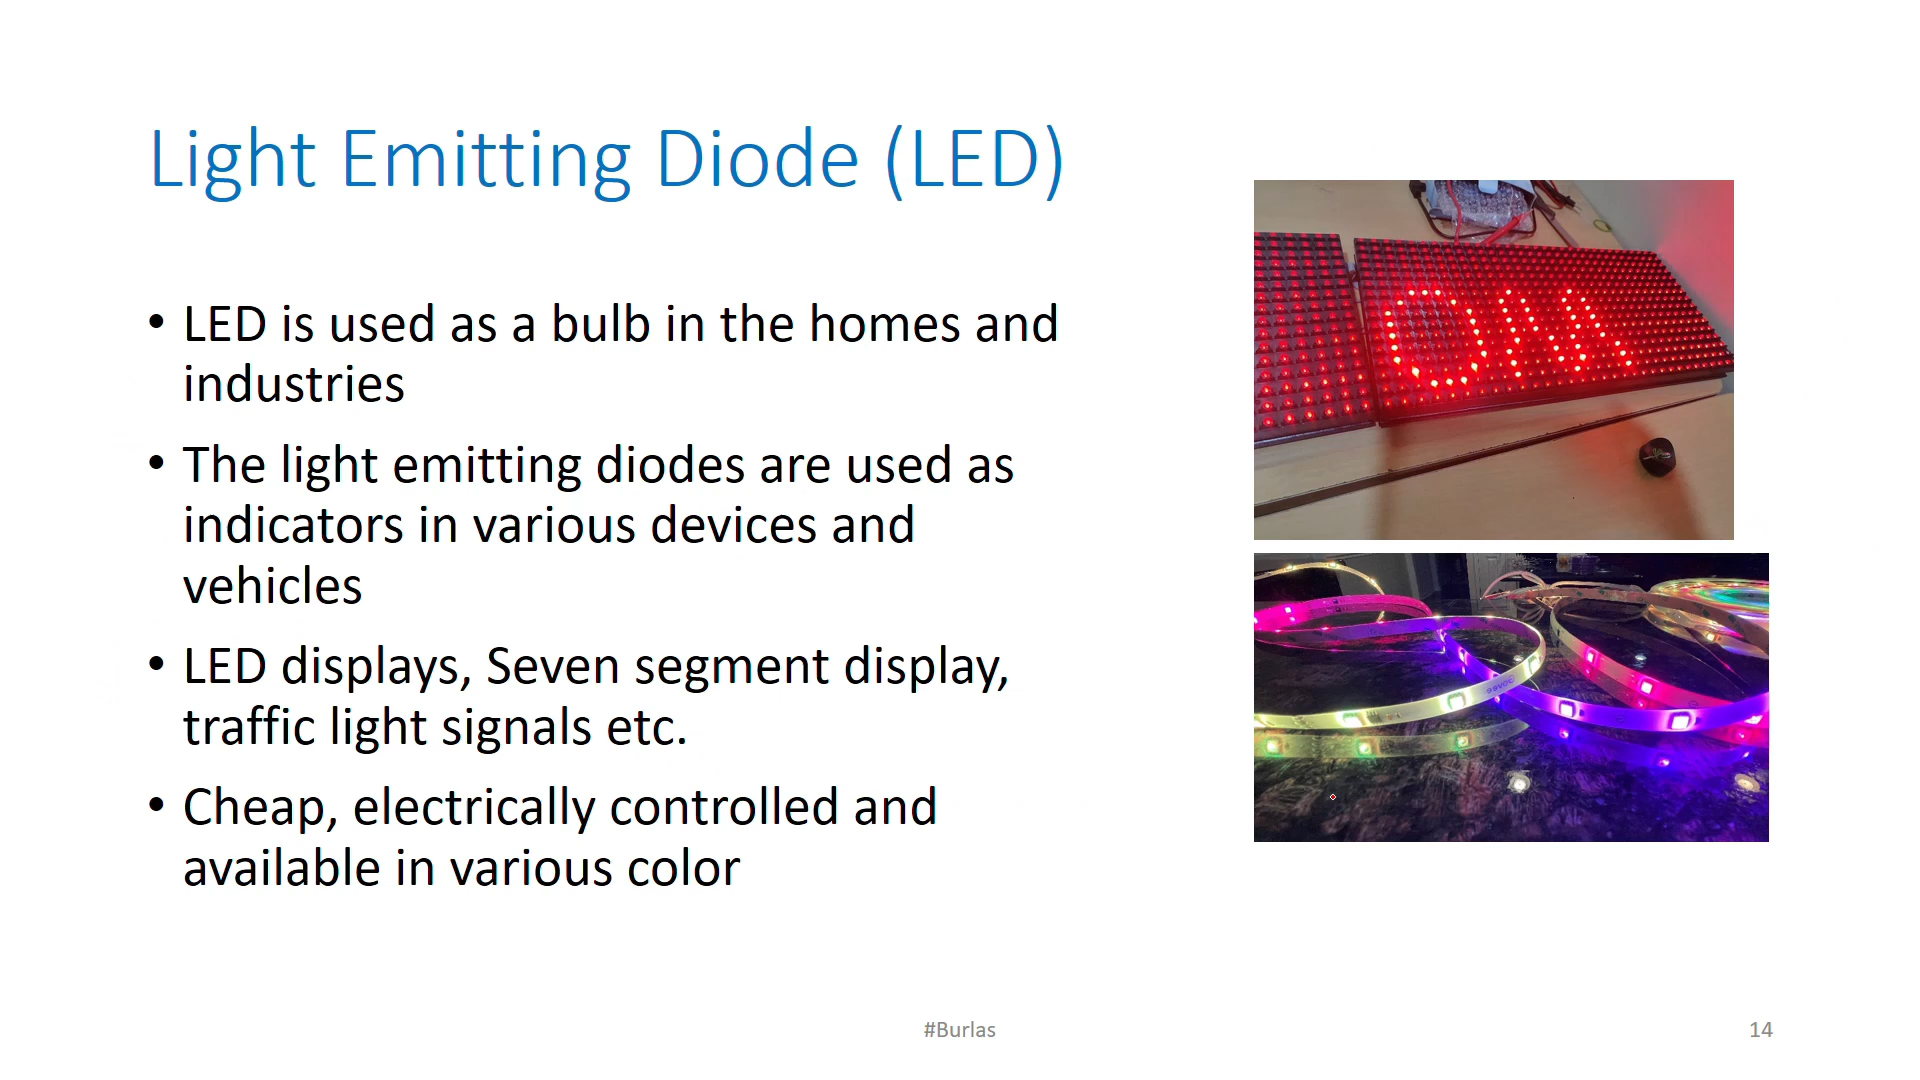 Light Emitting Diode (LED)
• LED is used as a bulb in the homes and
industries
• The light emitting diodes are used as
indicators in various devices and
vehicles
• LED displays, Seven segment display,
traffic light signals etc.
• Cheap, electrically controlled and
available in various color
OM
#Burlas
14